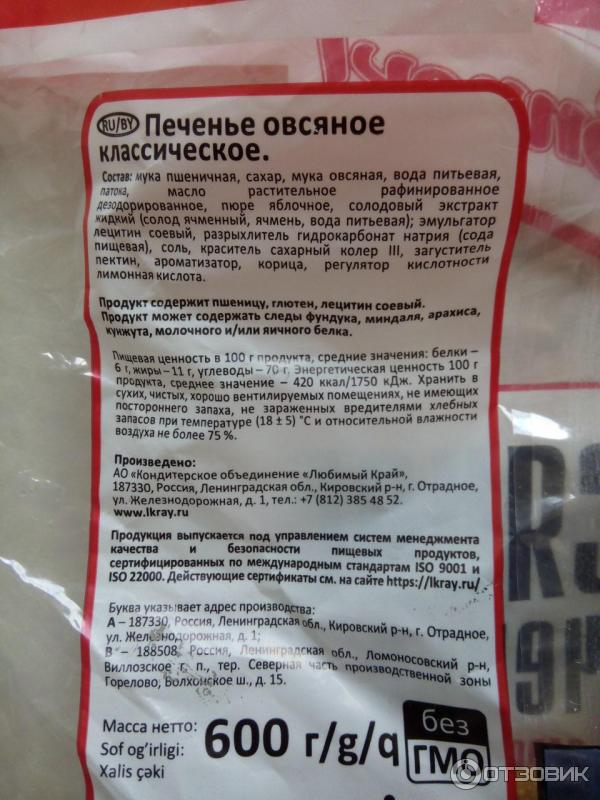 RU/BY Печенье овсяное
классическое.
Состав: мука пшеничная, сахар, мука овсяная, вода питьевая,
патока, масло растительное рафинированное
дезодорированное, пюре яблочное, солодовый экстракт
жидкий (солод ячменный, ячмень, вода питьевая); эмульгатор
лецитин соевый, разрыхлитель гидрокарбонат натрия (сода
пищевая), соль, краситель сахарный колер III, загуститель
пектин, ароматизатор, корица, регулятор кислотности
лимонная кислота.
Продукт содержит пшеницу, глютен, лецитин соевый.
Продукт может содержать следы фундука, миндаля, арахиса,
кунжута, молочного и/или яичного белка.
Пищевая ценность в 100 г продукта, средние значения: белки –
6 г, жиры – 11 г, углеводы – 70 г. Энергетическая ценность 100 г
продукта, среднее значение – 420 ккал/1750 кДж. Хранить в
сухих, чистых, хорошо вентилируемых помещениях, не имеющих
постороннего запаха, не зараженных вредителями хлебных
запасов при температуре (18 ± 5) °С и относительной влажности
воздуха не более 75 %.
Произведено:
АО «Кондитерское объединение «Любимый Край»,
187330, Россия, Ленинградская обл., Кировский р-н, г. Отрадное,
ул. Железнодорожная, д. 1, тел.: +7 (812) 385 48 52.
www.lkray.ru
Продукция выпускается под управлением систем менеджмента
качества и безопасности пищевых продуктов,
сертифицированных по международным стандартам ISO 9001 и
ISO 22000. Действующие сертификаты см. на сайте https://lkray.ru/
Буква указывает адрес производства:
А – 187330, Россия, Ленинградская обл., Кировский р-н, г. Отрадное,
ул. Железнодорожная, д. 1;
В – 188508, Россия, Ленинградская обл., Ломоносовский р-н,
Виллозское г. п., тер. Северная часть производственной зоны
Горелово, Волхонское ш., д. 15.
Масса нетто:
Sof og'irligi:
Xalis çəki
600 г/g/q
без
ГМО
ОТЗОВИК